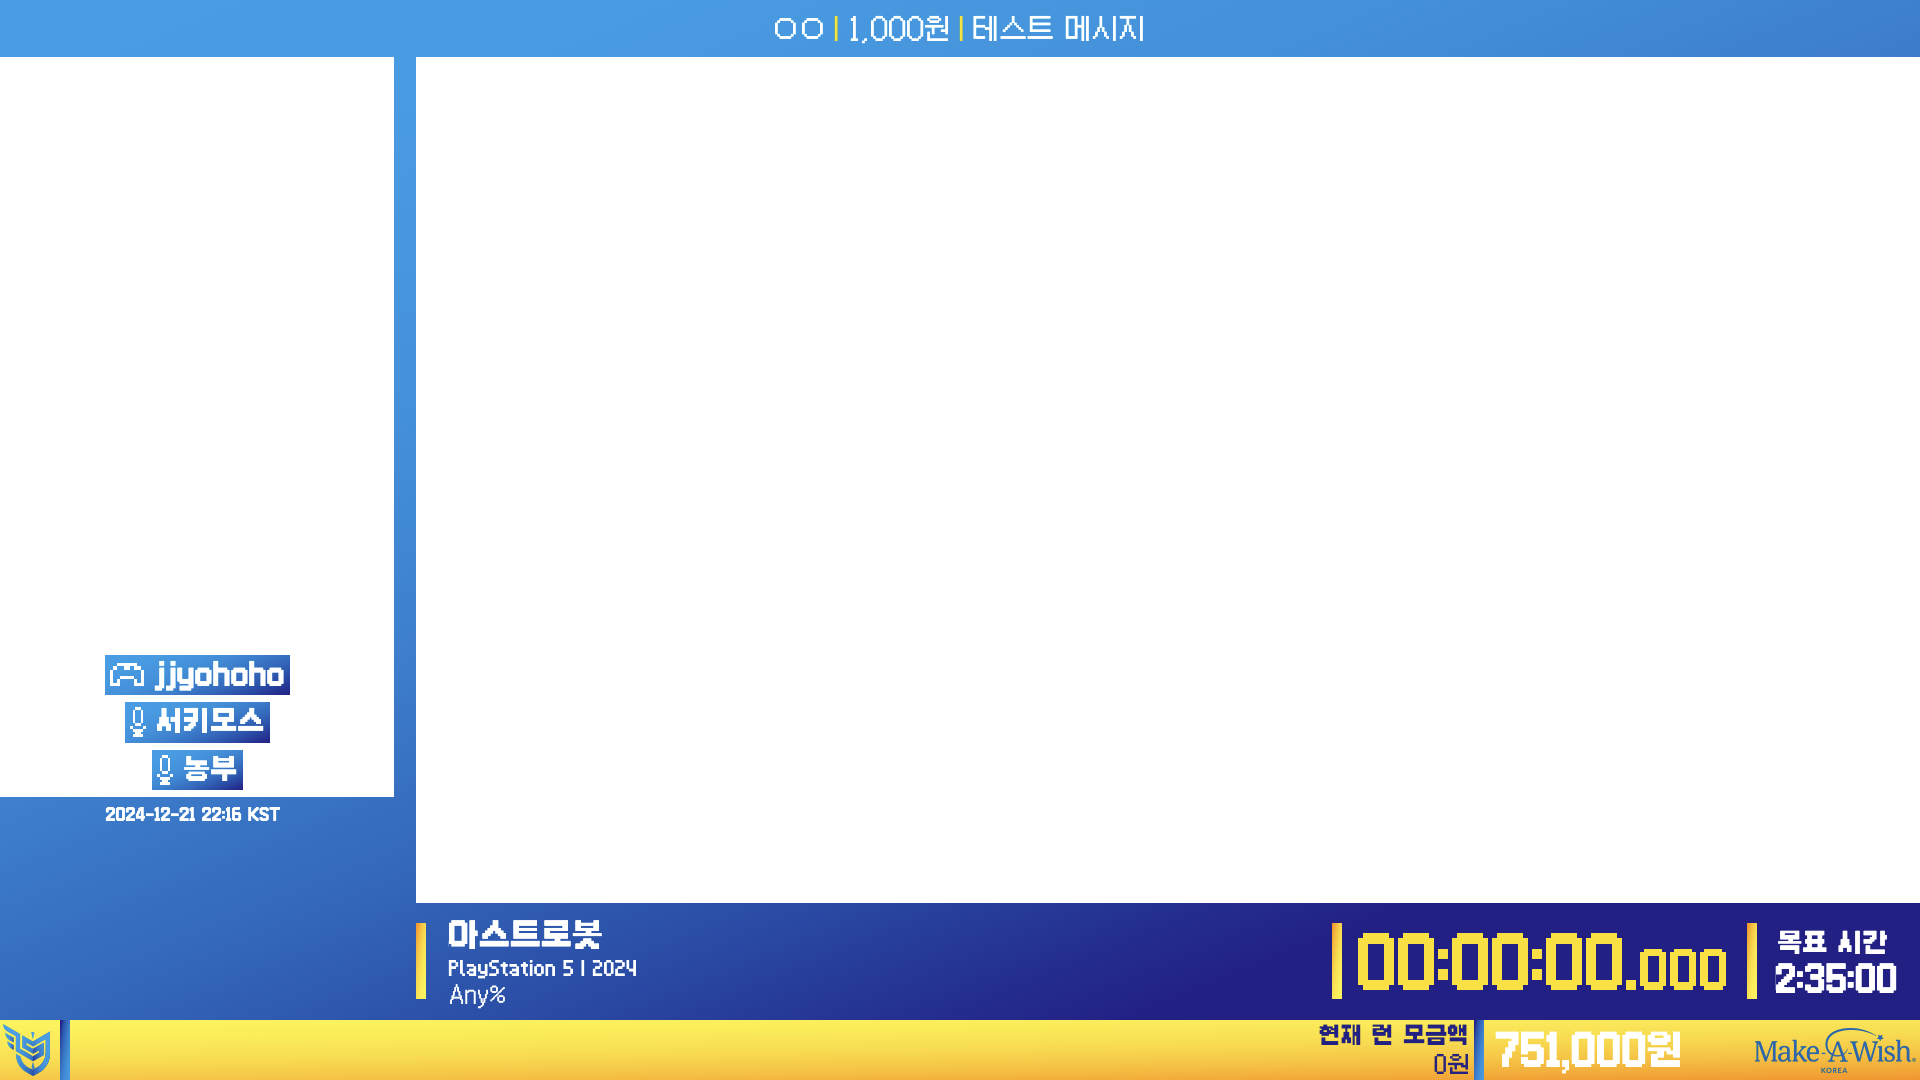 ㅇㅇ | 1,000원 | 테스트 메시지
jjyohoho
서키모스
농부
2024-12-21 22:16 KST
아스트로봇
PlayStation 5 | 2024
Any%
00:00:00.000
목표 시간
2:35:00
현재 런 모금액
0원
751,000원
Make-A-Wish.
KOREA